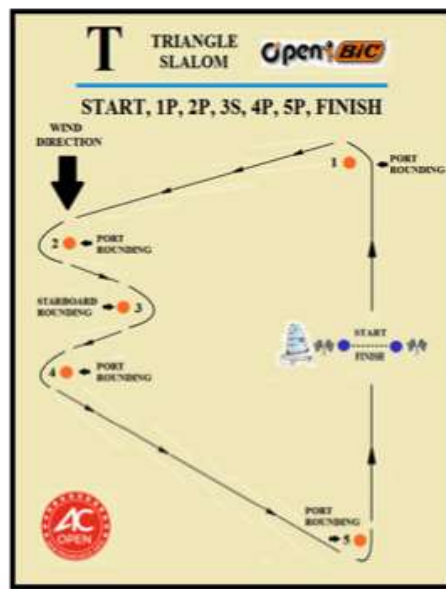 T
TRIANGLE
SLALOM
Open BIC
START, 1P, 2P, 3S, 4P, 5P, FINISH
WIND
DIRECTION
1
PORT
ROUNDING
2
PORT
ROUNDING
STARBOARD
ROUNDING
3
START
FINISH
4
PORT
ROUNDING
PORT
ROUNDING
5
AC
OPEN